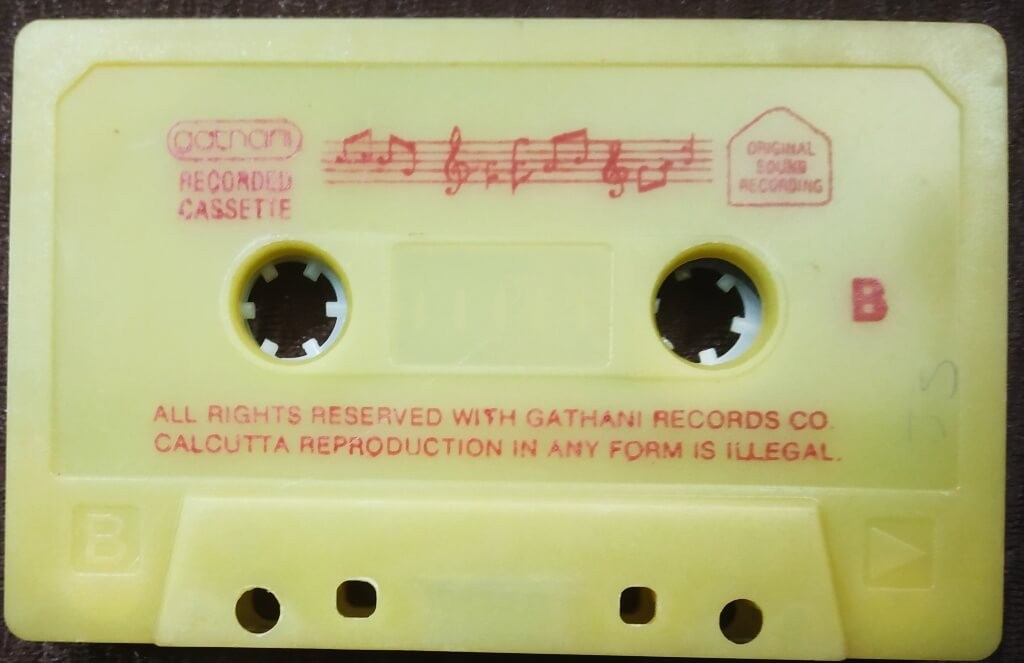 gathani
RECORDED
CASSETTE
ORIGINAL
SOUND
RECORDING
B
ALL RIGHTS RESERVED WITH GATHANI RECORDS CO.
CALCUTTA REPRODUCTION IN ANY FORM IS ILLEGAL.
B